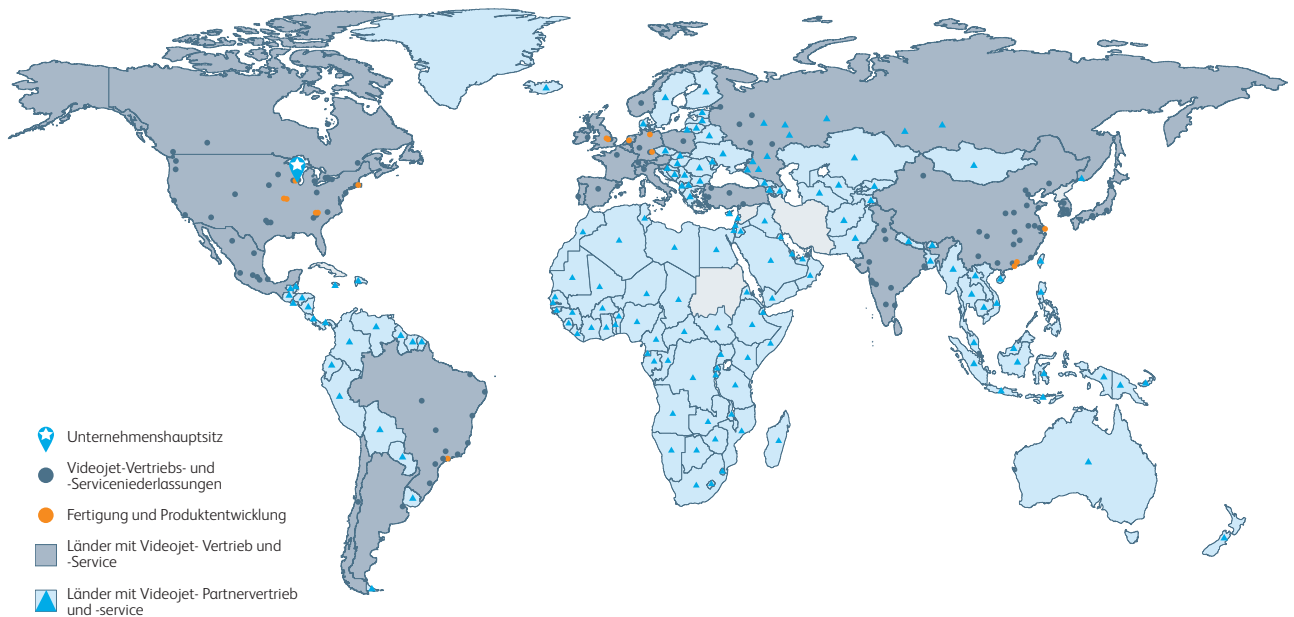 Unternehmenshauptsitz
Videojet-Vertriebs- und
-Serviceniederlassungen
Fertigung und Produktentwicklung
Länder mit Videojet- Vertrieb und
-Service
Länder mit Videojet- Partnervertrieb
und -service